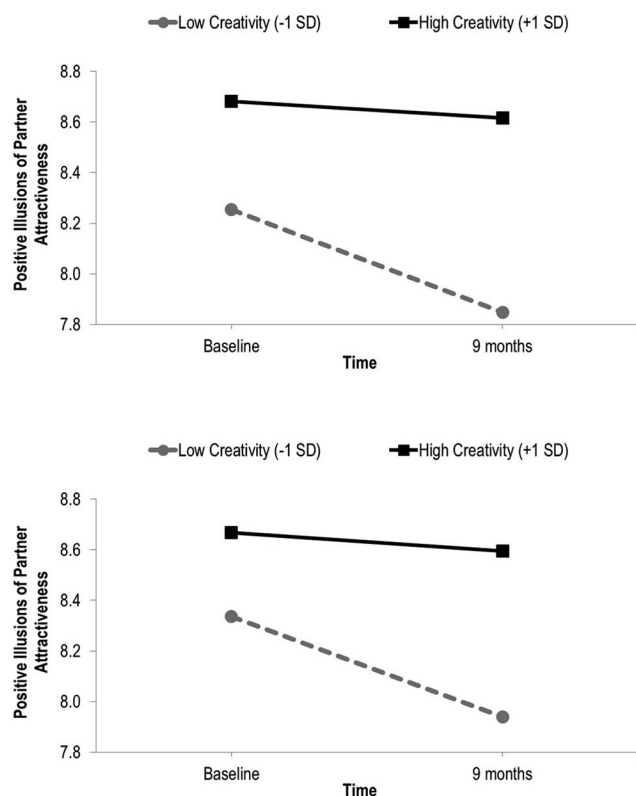 Low Creativity (-1 SD) High Creativity (+1 SD)
Positive Illusions of Partner
Attractiveness
8.8
8.6
8.4
8.2
8.0
7.8
Baseline 9 months
Time
Low Creativity (-1 SD) High Creativity (+1 SD)
Positive Illusions of Partner
Attractiveness
8.8
8.6
8.4
8.2
8.0
7.8
Baseline 9 months
Time